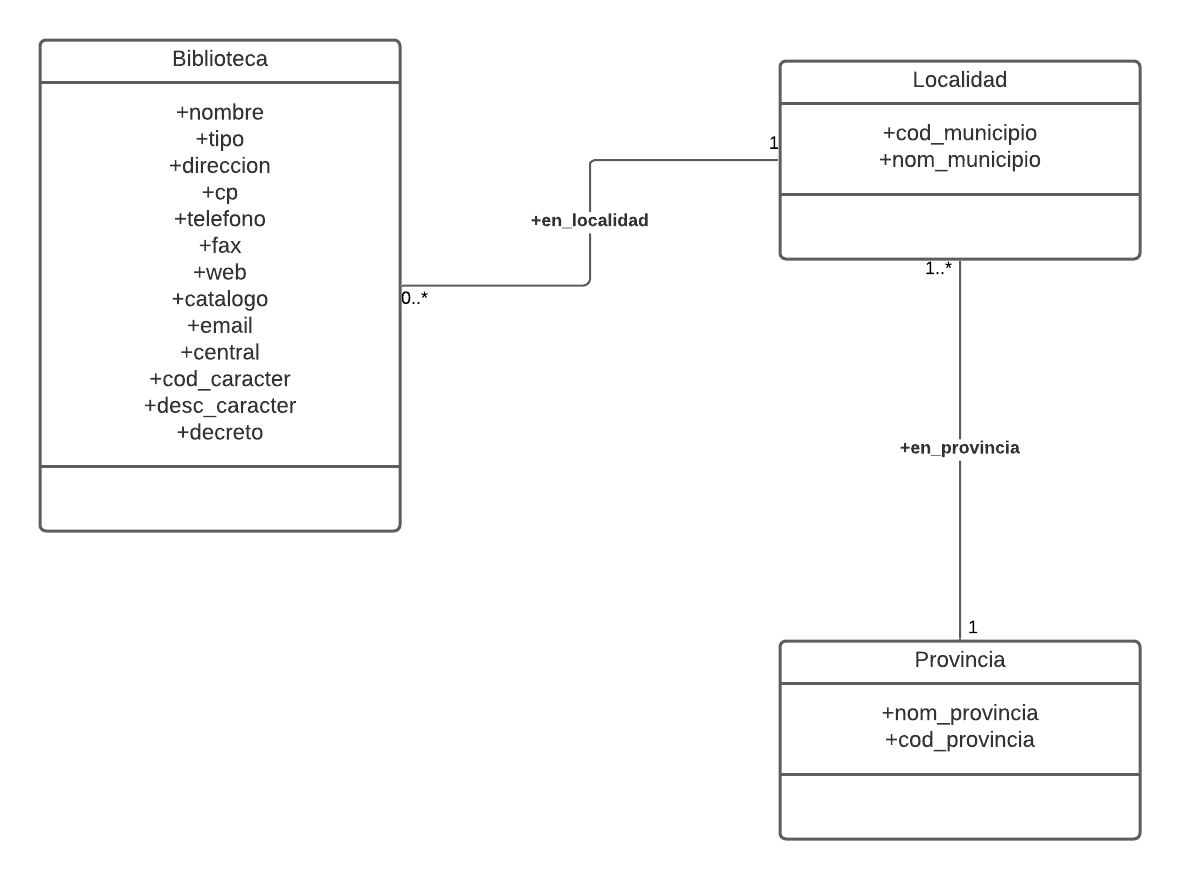 Biblioteca
+nombre
+tipo
+direccion
+cp
+telefono
+fax
+web
+catalogo
+email
+central
+cod_caracter
+desc_caracter
+decreto
0..*
+en_localidad
1
Localidad
+cod_municipio
+nom_municipio
1..*
+en_provincia
1
Provincia
+nom_provincia
+cod_provincia